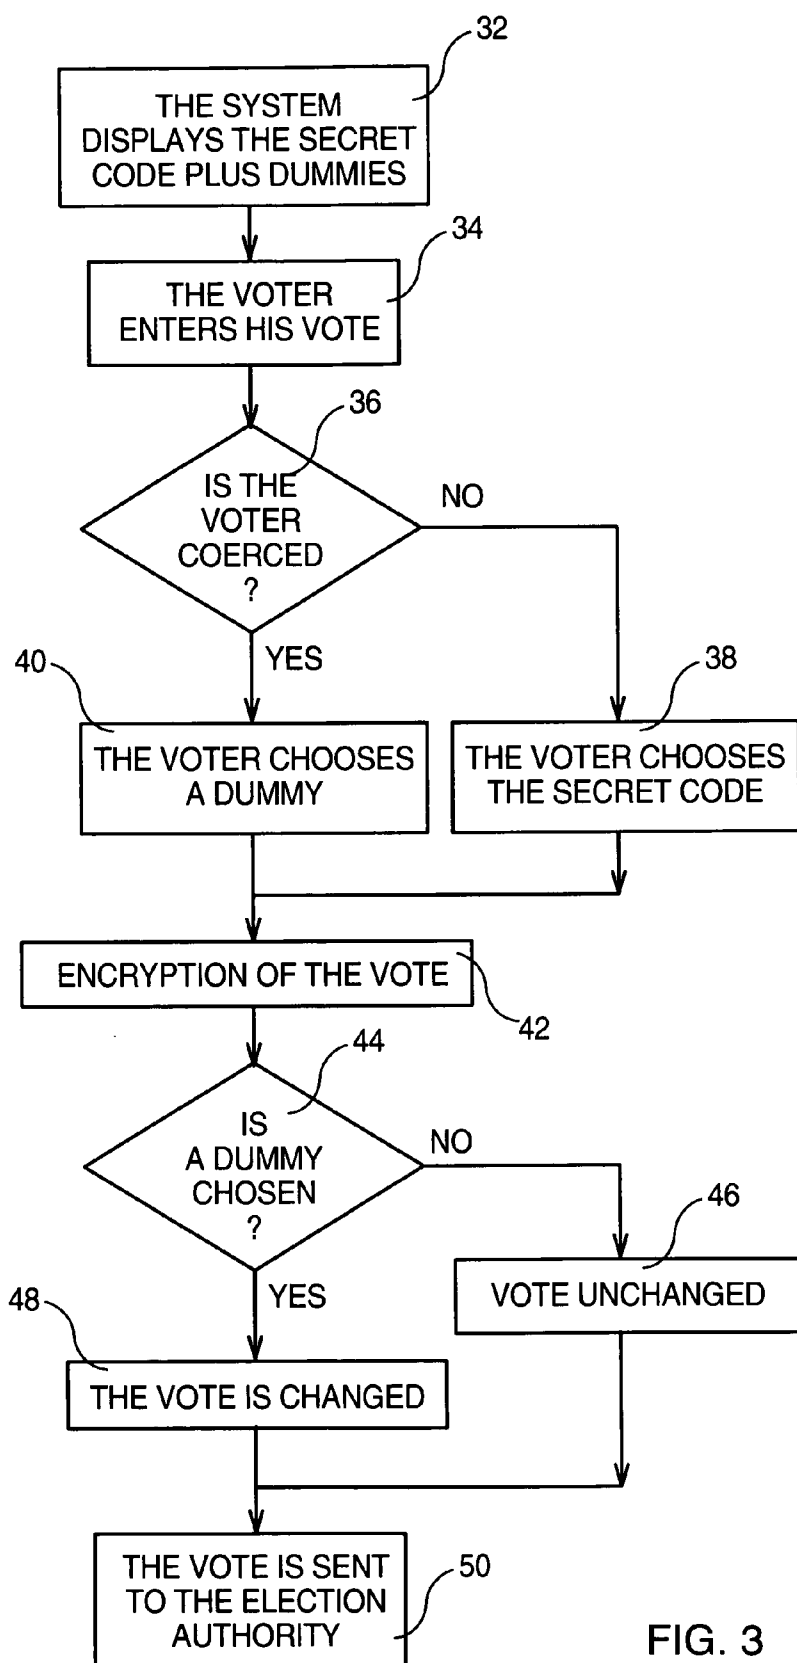 32
THE SYSTEM
DISPLAYS THE SECRET
CODE PLUS DUMMIES
34
THE VOTER
ENTERS HIS VOTE
36
IS THE
VOTER
COERCED
?
NO
YES
40
THE VOTER CHOOSES
A DUMMY
38
THE VOTER CHOOSES
THE SECRET CODE
ENCRYPTION OF THE VOTE
42
44
IS
A DUMMY
CHOSEN
?
NO
YES
46
VOTE UNCHANGED
48
THE VOTE IS CHANGED
THE VOTE IS SENT
TO THE ELECTION
AUTHORITY
50
FIG. 3